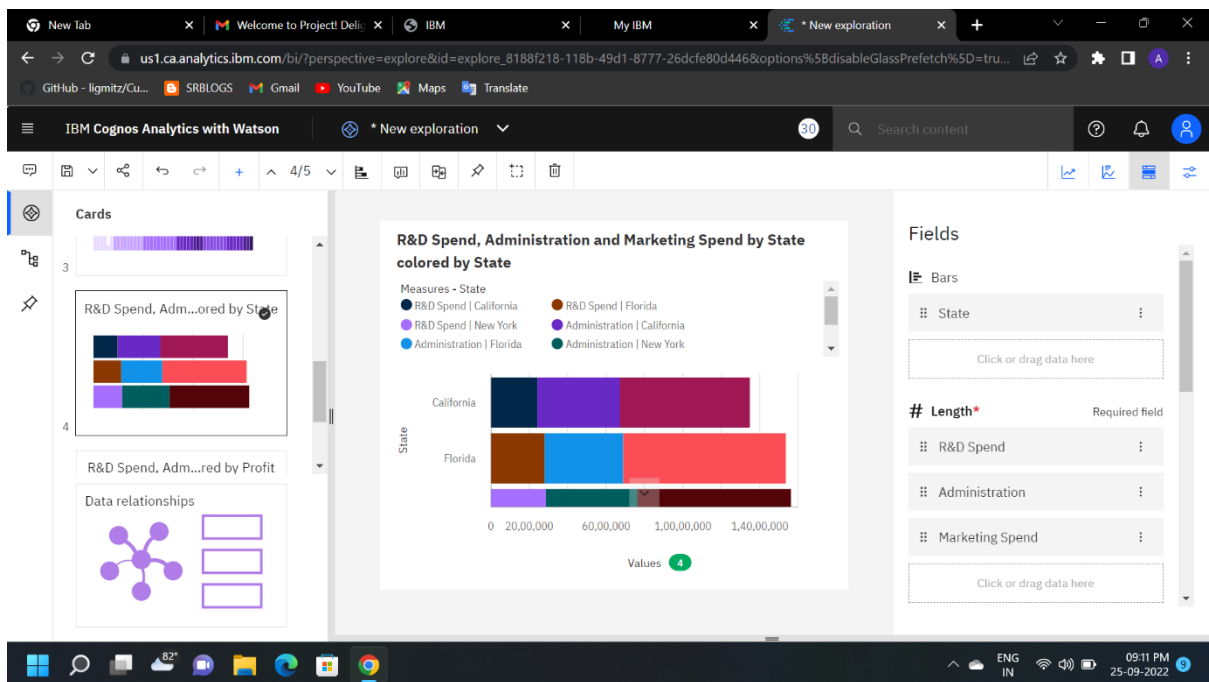 New Tab
Welcome to Project! Delig
IBM
My IBM
* New exploration
us1.ca.analytics.ibm.com/bi/?perspective=explore&id=explore_8188f218-118b-49d1-8777-26dcfe80d446&options%5BdisableGlassPrefetch%5D=tru...
A
GitHub - ligmitz/Cu...
SRBLOGS
Gmail
YouTube
Maps
Translate
IBM Cognos Analytics with Watson
* New exploration
30
Search content
4/5
Cards
3
R&D Spend, Adm...ored by State
4
R&D Spend, Adm...red by Profit
Data relationships
R&D Spend, Administration and Marketing Spend by State
colored by State
Measures - State
R&D Spend | California
R&D Spend | Florida
R&D Spend | New York
Administration | California
Administration | Florida
Administration | New York
State
California
Florida
0 20,00,000 60,00,000 1,00,00,000 1,40,00,000
Values 4
Fields
Bars
State
Click or drag data here
# Length* Required field
R&D Spend
Administration
Marketing Spend
Click or drag data here
82°
ENG
IN
09:11 PM
25-09-2022
9